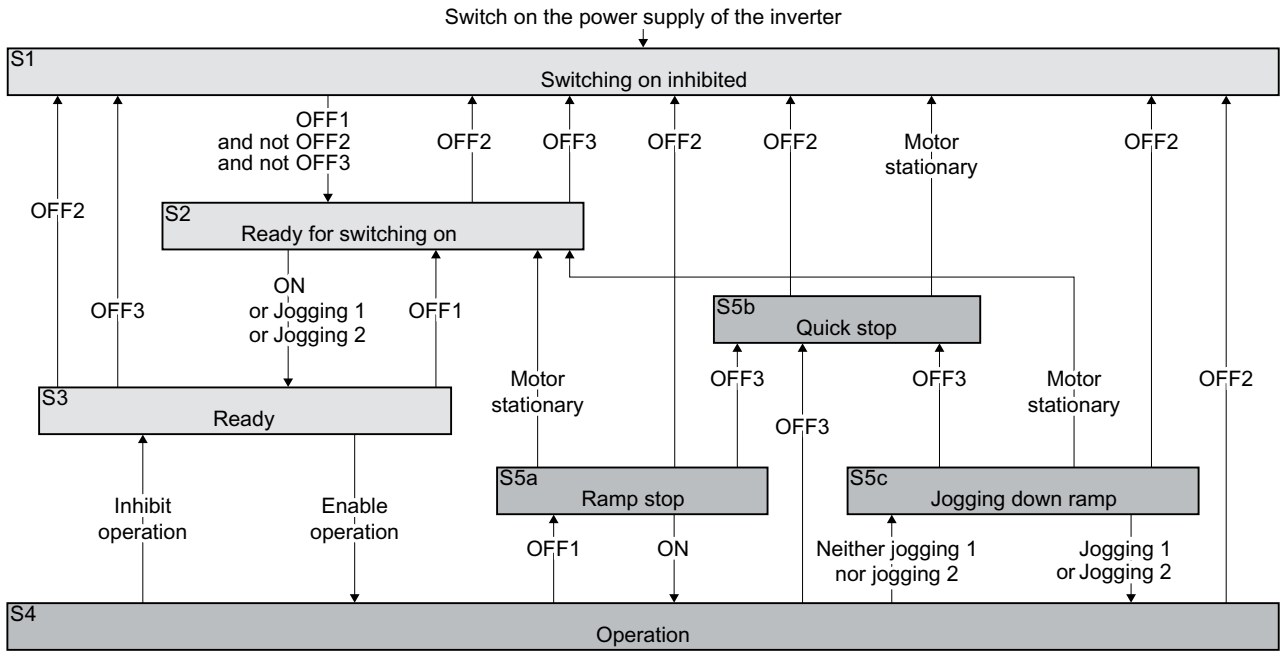 Switch on the power supply of the inverter
S1
Switching on inhibited
OFF1
and not OFF2
and not OFF3
OFF2
OFF3
OFF2
OFF2
Motor
stationary
OFF2
OFF2
S2
Ready for switching on
OFF3
ON
or Jogging 1
or Jogging 2
OFF1
S5b
Quick stop
S3
Ready
Motor
stationary
OFF3
OFF3
OFF3
Motor
stationary
OFF2
S5a
Ramp stop
S5c
Jogging down ramp
Inhibit
operation
Enable
operation
OFF1
ON
Neither jogging 1
nor jogging 2
Jogging 1
or Jogging 2
S4
Operation